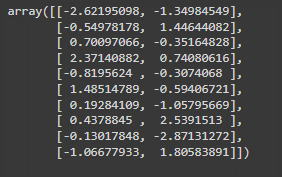 array([[-2.62195098, -1.34984549],
       [-0.54978178,  1.44644082],
       [ 0.70097066, -0.35164828],
       [ 2.37140882,  0.74080616],
       [-0.8195624 , -0.3074068 ],
       [ 1.48514789, -0.59406721],
       [ 0.19284109, -1.05795669],
       [ 0.4378845 ,  2.5391513 ],
       [-0.13017848, -2.87131272],
       [-1.06677933,  1.80583891]])